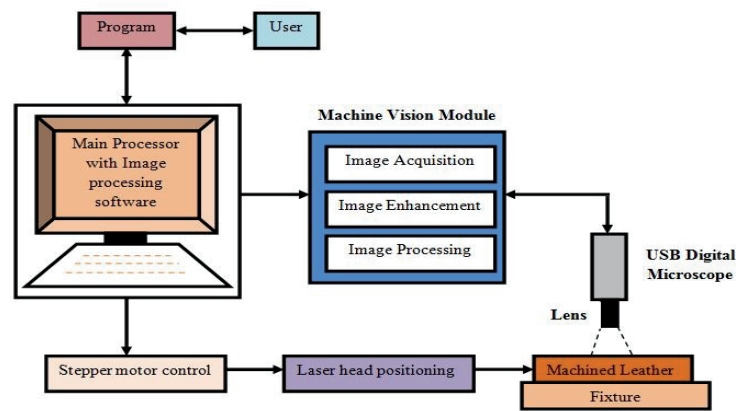 Program
User
Machine Vision Module
Main Processor
with Image
processing
software
Image Acquisition
Image Enhancement
Image Processing
USB Digital
Microscope
Lens
Stepper motor control
Laser head positioning
Machined Leather
Fixture